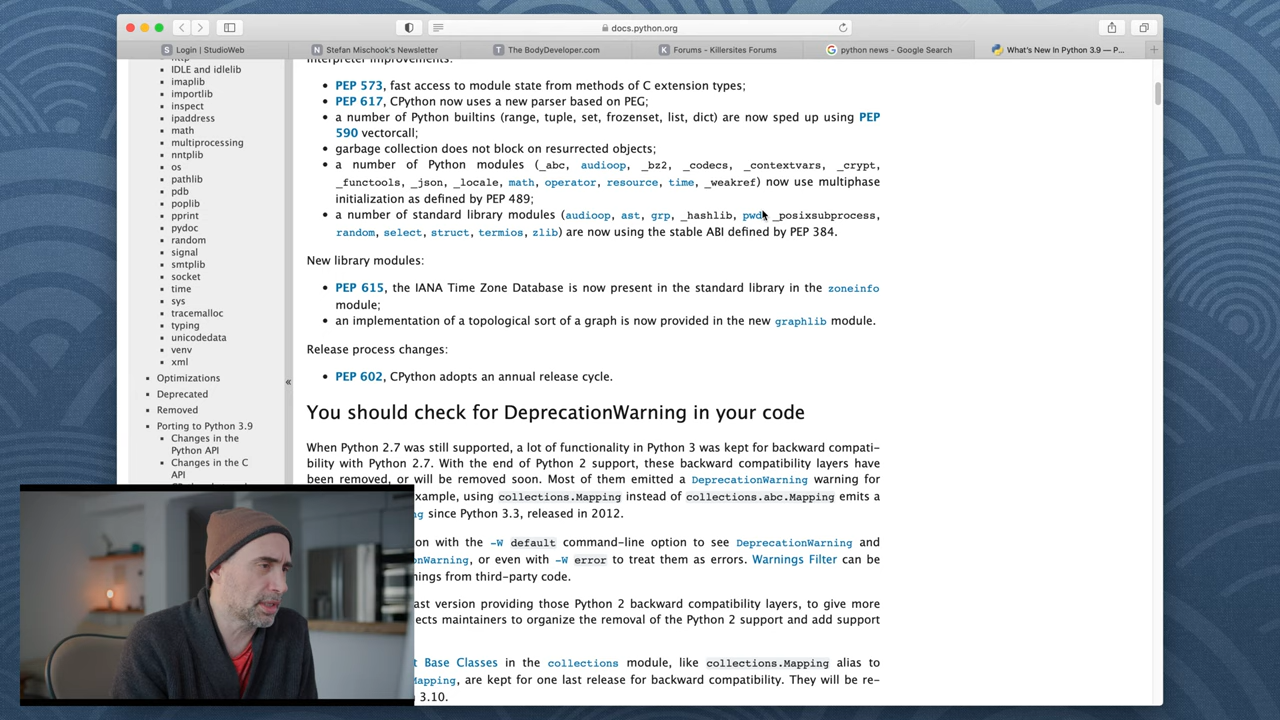 docs.python.org
Login | StudioWeb
Stefan Mischook's Newsletter
The BodyDeveloper.com
Forums - Killersites Forums
python news - Google Search
What's New In Python 3.9 — P...
IDLE and idlelib
imaplib
importlib
inspect
ipaddress
math
multiprocessing
nntplib
os
pathlib
pdb
poplib
pprint
pydoc
random
signal
smtplib
socket
time
sys
tracemalloc
typing
unicodedata
venv
xml
Optimizations
Deprecated
Removed
Porting to Python 3.9
Changes in the
Python API
Changes in the C
API
«
Interpreter improvements:
PEP 573, fast access to module state from methods of C extension types;
PEP 617, CPython now uses a new parser based on PEG;
a number of Python builtins (range, tuple, set, frozenset, list, dict) are now sped up using PEP
590 vectorcall;
garbage collection does not block on resurrected objects;
a number of Python modules (_abc, audioop, _bz2, _codecs, _contextvars, _crypt,
_functools, _json, _locale, math, operator, resource, time, _weakref) now use multiphase
initialization as defined by PEP 489;
a number of standard library modules (audioop, ast, grp, _hashlib, pwd, _posixsubprocess,
random, select, struct, termios, zlib) are now using the stable ABI defined by PEP 384.
New library modules:
PEP 615, the IANA Time Zone Database is now present in the standard library in the zoneinfo
module;
an implementation of a topological sort of a graph is now provided in the new graphlib module.
Release process changes:
PEP 602, CPython adopts an annual release cycle.
You should check for DeprecationWarning in your code
When Python 2.7 was still supported, a lot of functionality in Python 3 was kept for backward compati-
bility with Python 2.7. With the end of Python 2 support, these backward compatibility layers have
been removed, or will be removed soon. Most of them emitted a DeprecationWarning warning for
example, using collections.Mapping instead of collections.abc.Mapping emits a
since Python 3.3, released in 2012.
on with the -W default command-line option to see DeprecationWarning and
onWarning, or even with -W error to treat them as errors. Warnings Filter can be
nings from third-party code.
ast version providing those Python 2 backward compatibility layers, to give more
ects maintainers to organize the removal of the Python 2 support and add support
t Base Classes in the collections module, like collections.Mapping alias to
Mapping, are kept for one last release for backward compatibility. They will be re-
3.10.